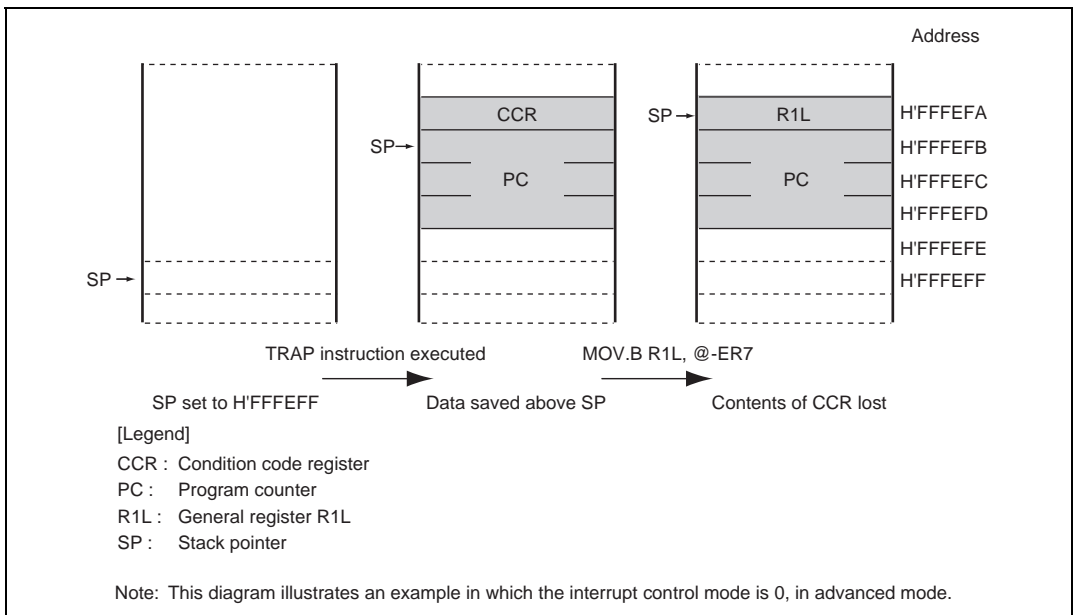 Address
CCR
SP
R1L
H'FFFEFA
SP
H'FFFEFB
PC
PC
H'FFFEFC
H'FFFEFD
H'FFFEFE
SP
H'FFFEFF
TRAP instruction executed
MOV.B R1L, @-ER7
SP set to H'FFFEFF
Data saved above SP
Contents of CCR lost
[Legend]
CCR : Condition code register
PC : Program counter
R1L : General register R1L
SP : Stack pointer
Note: This diagram illustrates an example in which the interrupt control mode is 0, in advanced mode.